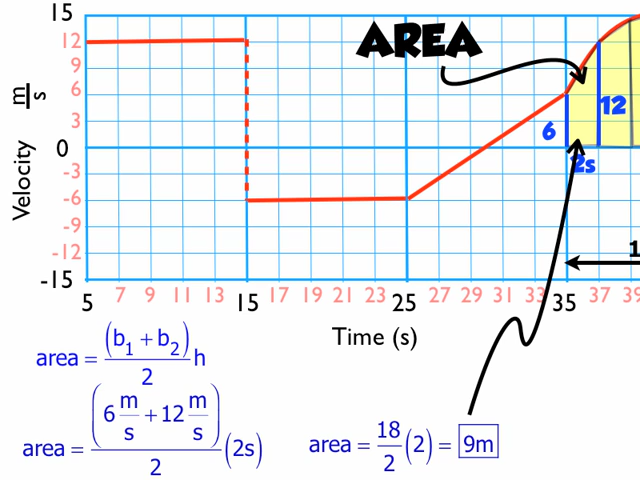 15
12
9
6
3
0
-3
-6
-9
-12
-15
Velocity m/s
AREA
6
12
2s
1
5 7 9 11 13 15 17 19 21 23 25 27 29 31 33 35 37 39
Time (s)
area = (b₁ + b₂)/2 h
area = (6 m/s + 12 m/s)/2 (2s)
area = 18/2 (2) = 9m